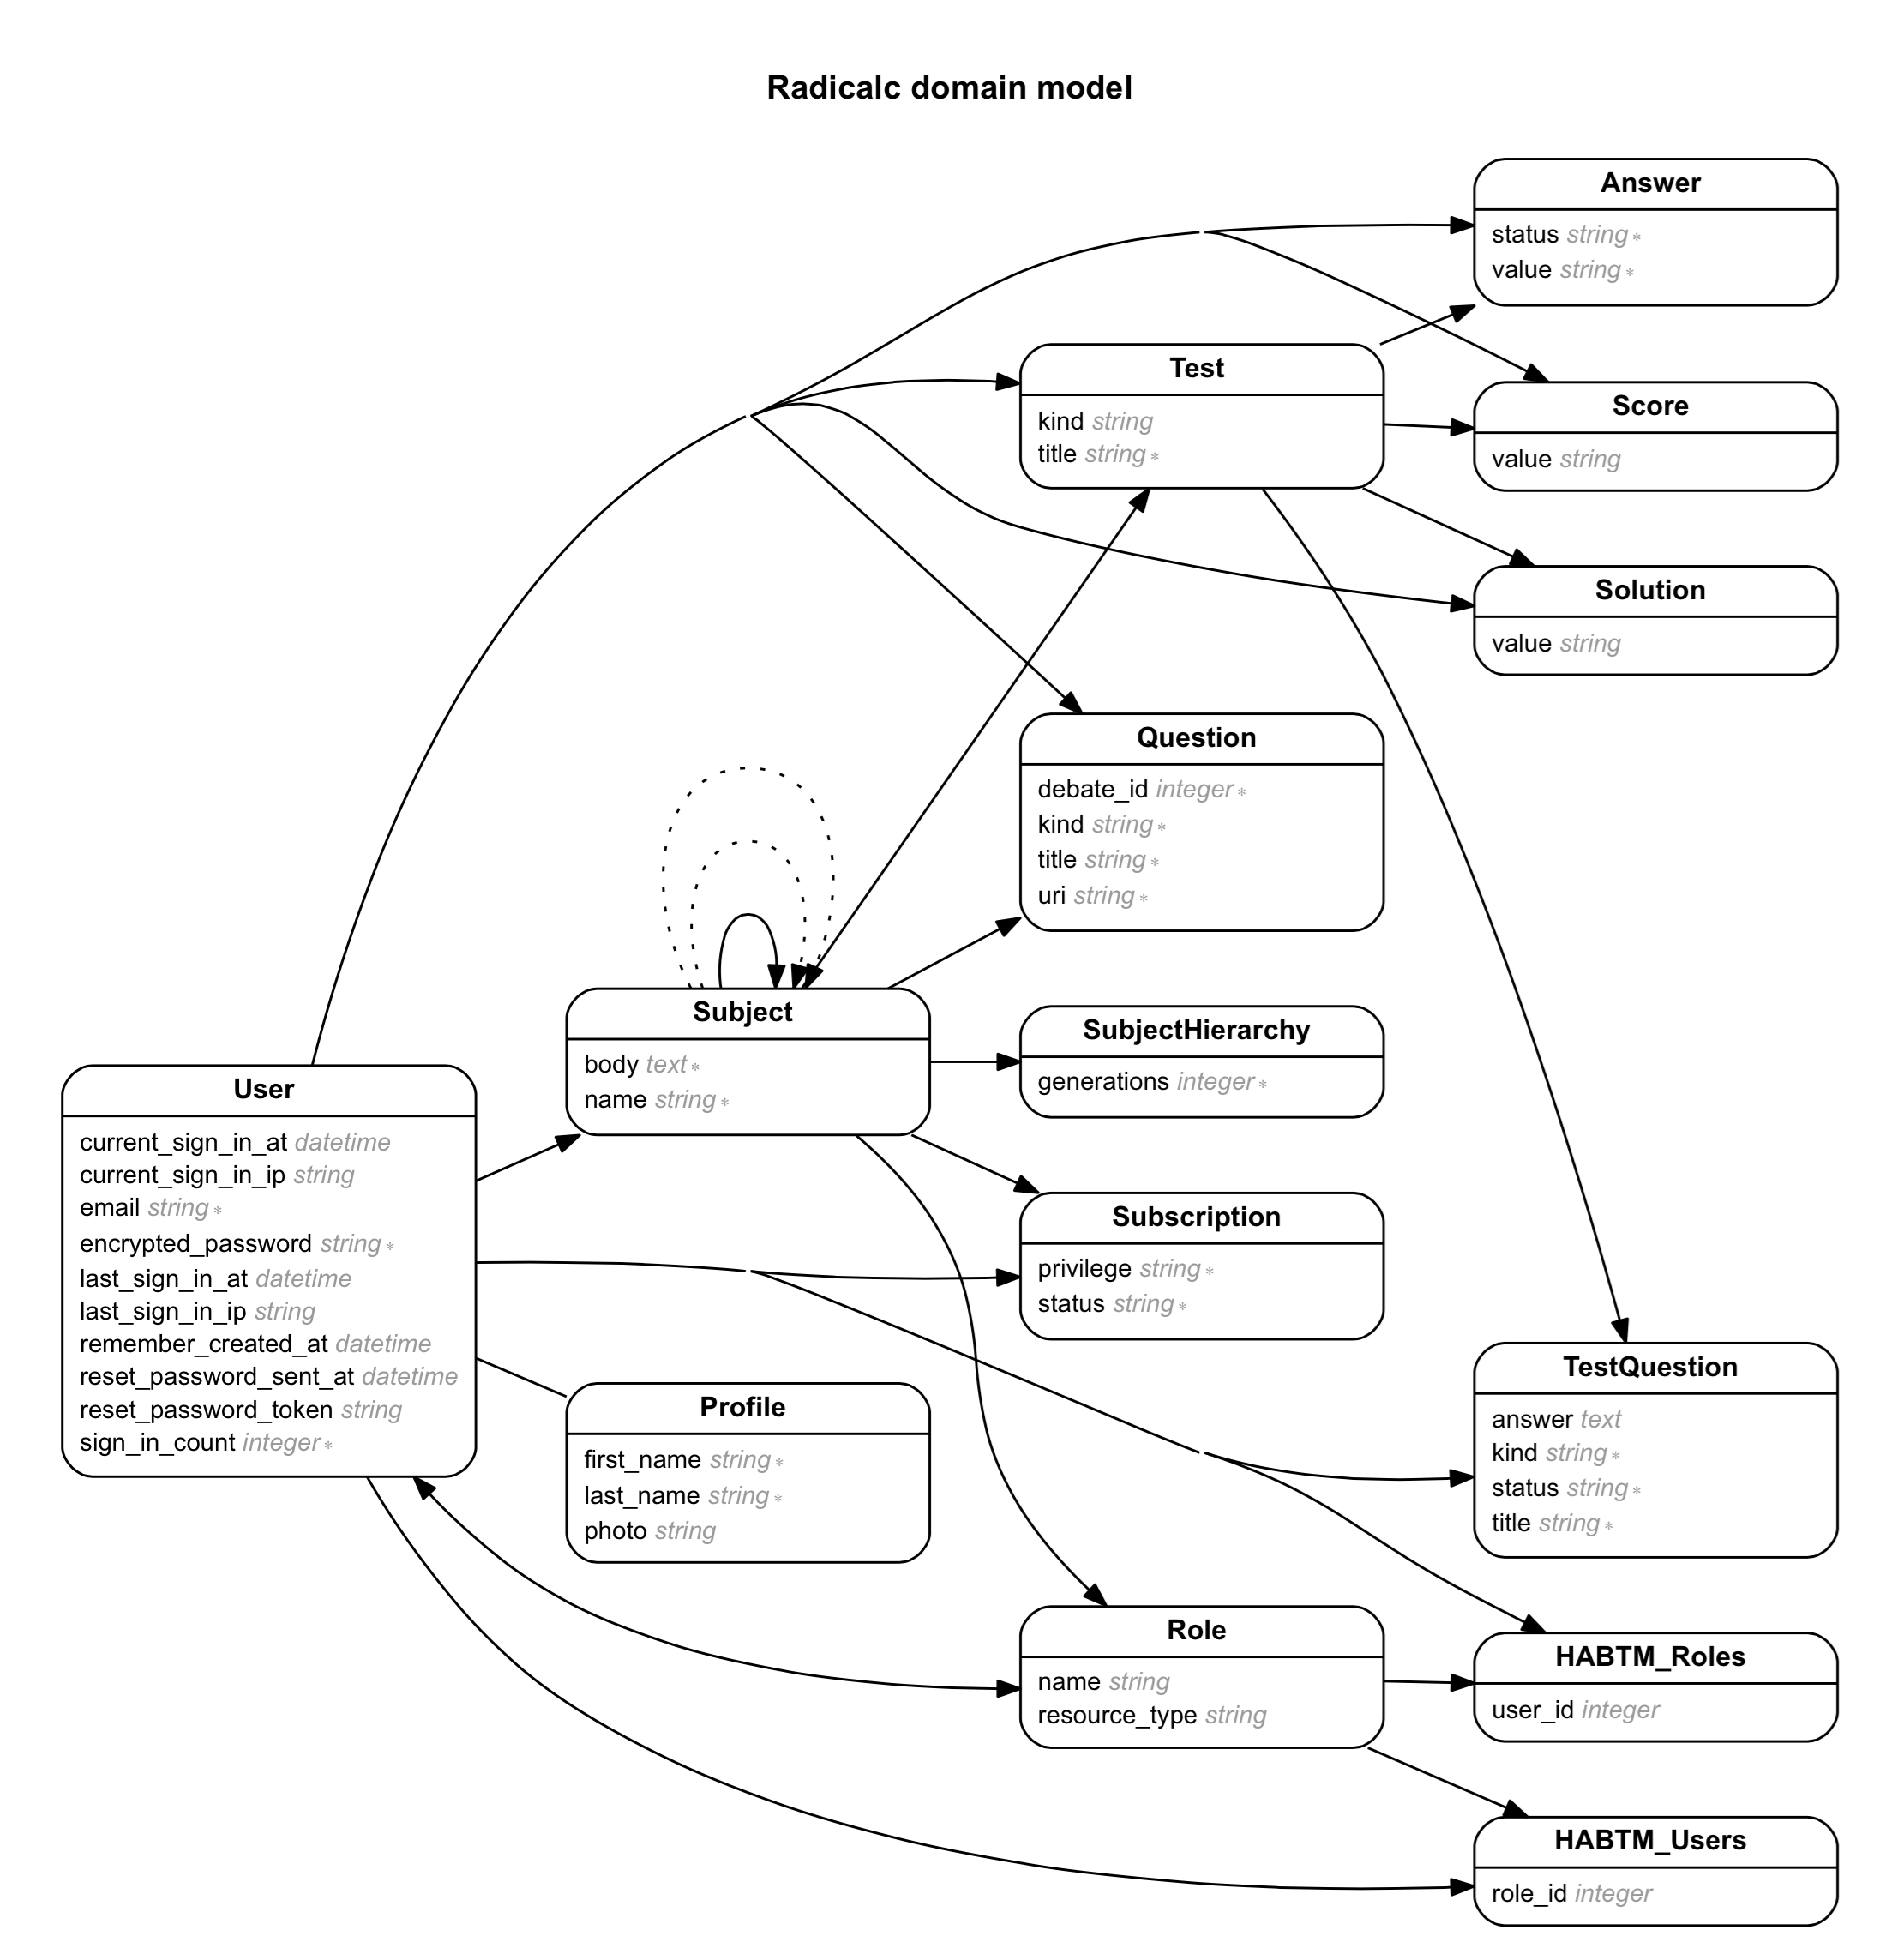 Radicalc domain model
Answer
status string *
value string *
Test
kind string
title string *
Score
value string
Solution
value string
Question
debate_id integer *
kind string *
title string *
uri string *
Subject
body text *
name string *
SubjectHierarchy
generations integer *
User
current_sign_in_at datetime
current_sign_in_ip string
email string *
encrypted_password string *
last_sign_in_at datetime
last_sign_in_ip string
remember_created_at datetime
reset_password_sent_at datetime
reset_password_token string
sign_in_count integer *
Subscription
privilege string *
status string *
Profile
first_name string *
last_name string *
photo string
TestQuestion
answer text
kind string *
status string *
title string *
Role
name string
resource_type string
HABTM_Roles
user_id integer
HABTM_Users
role_id integer